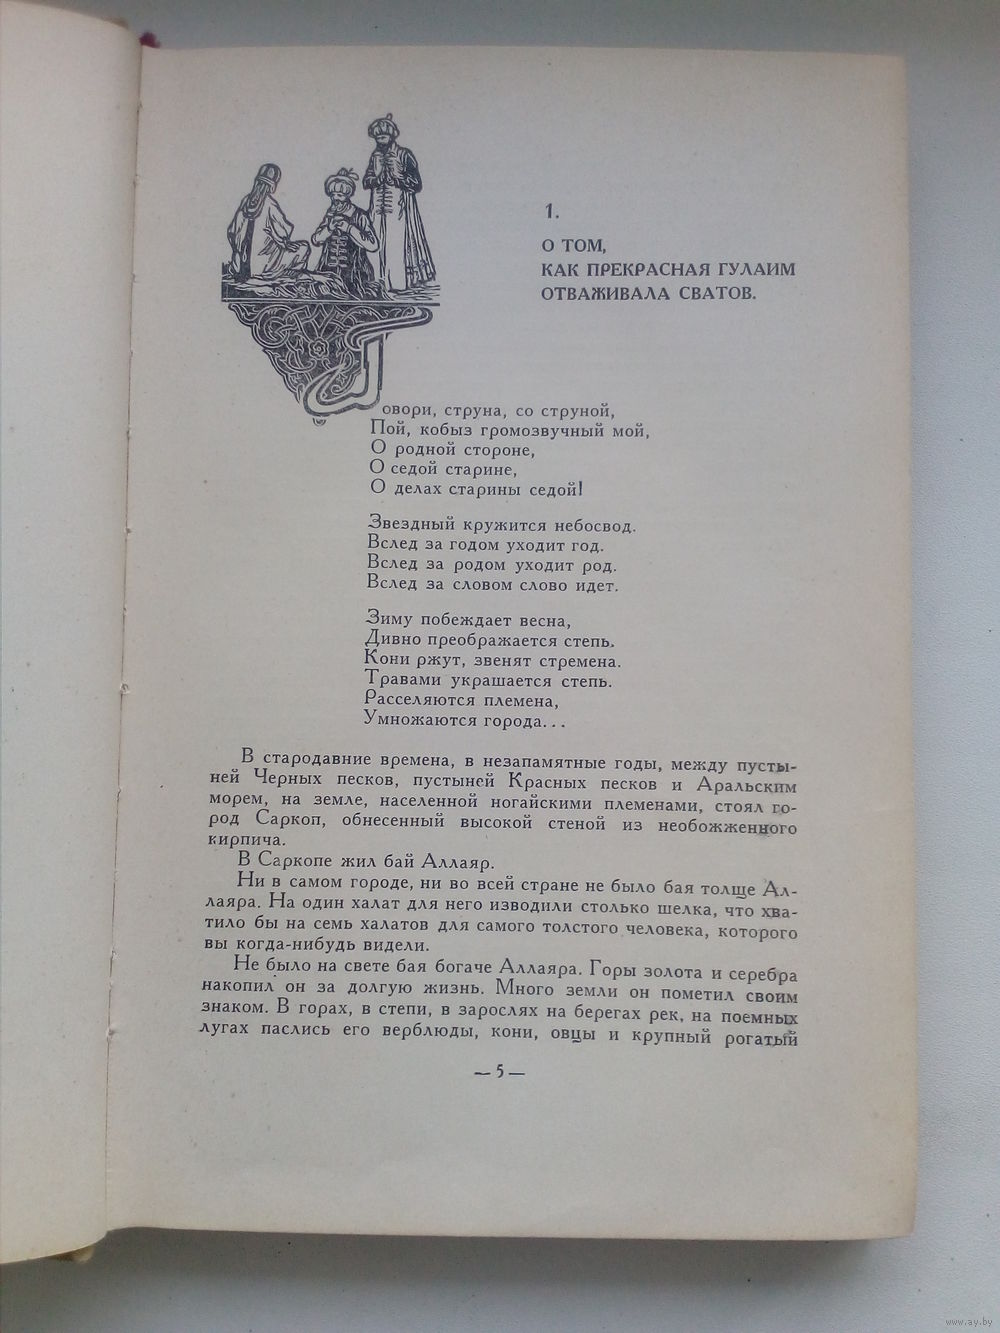 1.
О ТОМ,
КАК ПРЕКРАСНАЯ ГУЛАИМ
ОТВАЖИВАЛА СВАТОВ.
Говори, струна, со струной,
Пой, кобыз громозвучный мой,
О родной стороне,
О седой старине,
О делах старины седой!
Звездный кружится небосвод.
Вслед за годом уходит год.
Вслед за родом уходит род.
Вслед за словом слово идет.
Зиму побеждает весна,
Дивно преображается степь.
Кони ржут, звенят стремена.
Травами украшается степь.
Расселяются племена,
Умножаются города...
В стародавние времена, в незапамятные годы, между пусты-
ней Черных песков, пустыней Красных песков и Аральским
морем, на земле, населенной ногайскими племенами, стоял го-
род Саркоп, обнесенный высокой стеной из необожженного
кирпича.
В Саркопе жил бай Аллаяр.
Ни в самом городе, ни во всей стране не было бая толще Ал-
лаяра. На один халат для него изводили столько шелка, что хва-
тило бы на семь халатов для самого толстого человека, которого
вы когда-нибудь видели.
Не было на свете бая богаче Аллаяра. Горы золота и серебра
накопил он за долгую жизнь. Много земли он пометил своим
знаком. В горах, в степи, в зарослях на берегах рек, на поемных
лугах паслись его верблюды, кони, овцы и крупный рогатый
— 5 —
www.ay.by